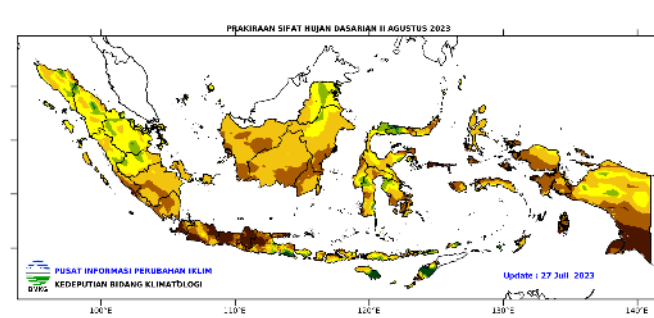 PRAKIRAAN SIFAT HUJAN DASARIAN II AGUSTUS 2023
PUSAT INFORMASI PERUBAHAN IKLIM
KEDEPUTIAN BIDANG KLIMATOLOGI
BMKG
Update : 27 Juli 2023
100°E 110°E 120°E 130°E 140°E